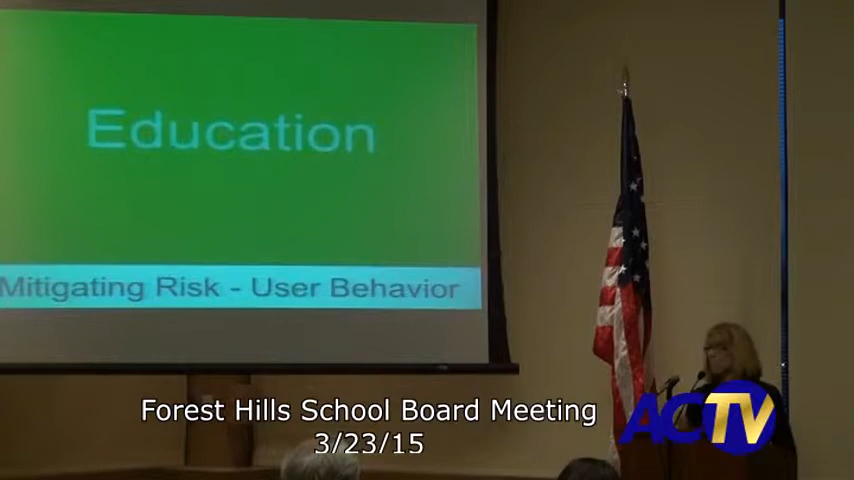 Education
Mitigating Risk - User Behavior
Forest Hills School Board Meeting
3/23/15
ACTV